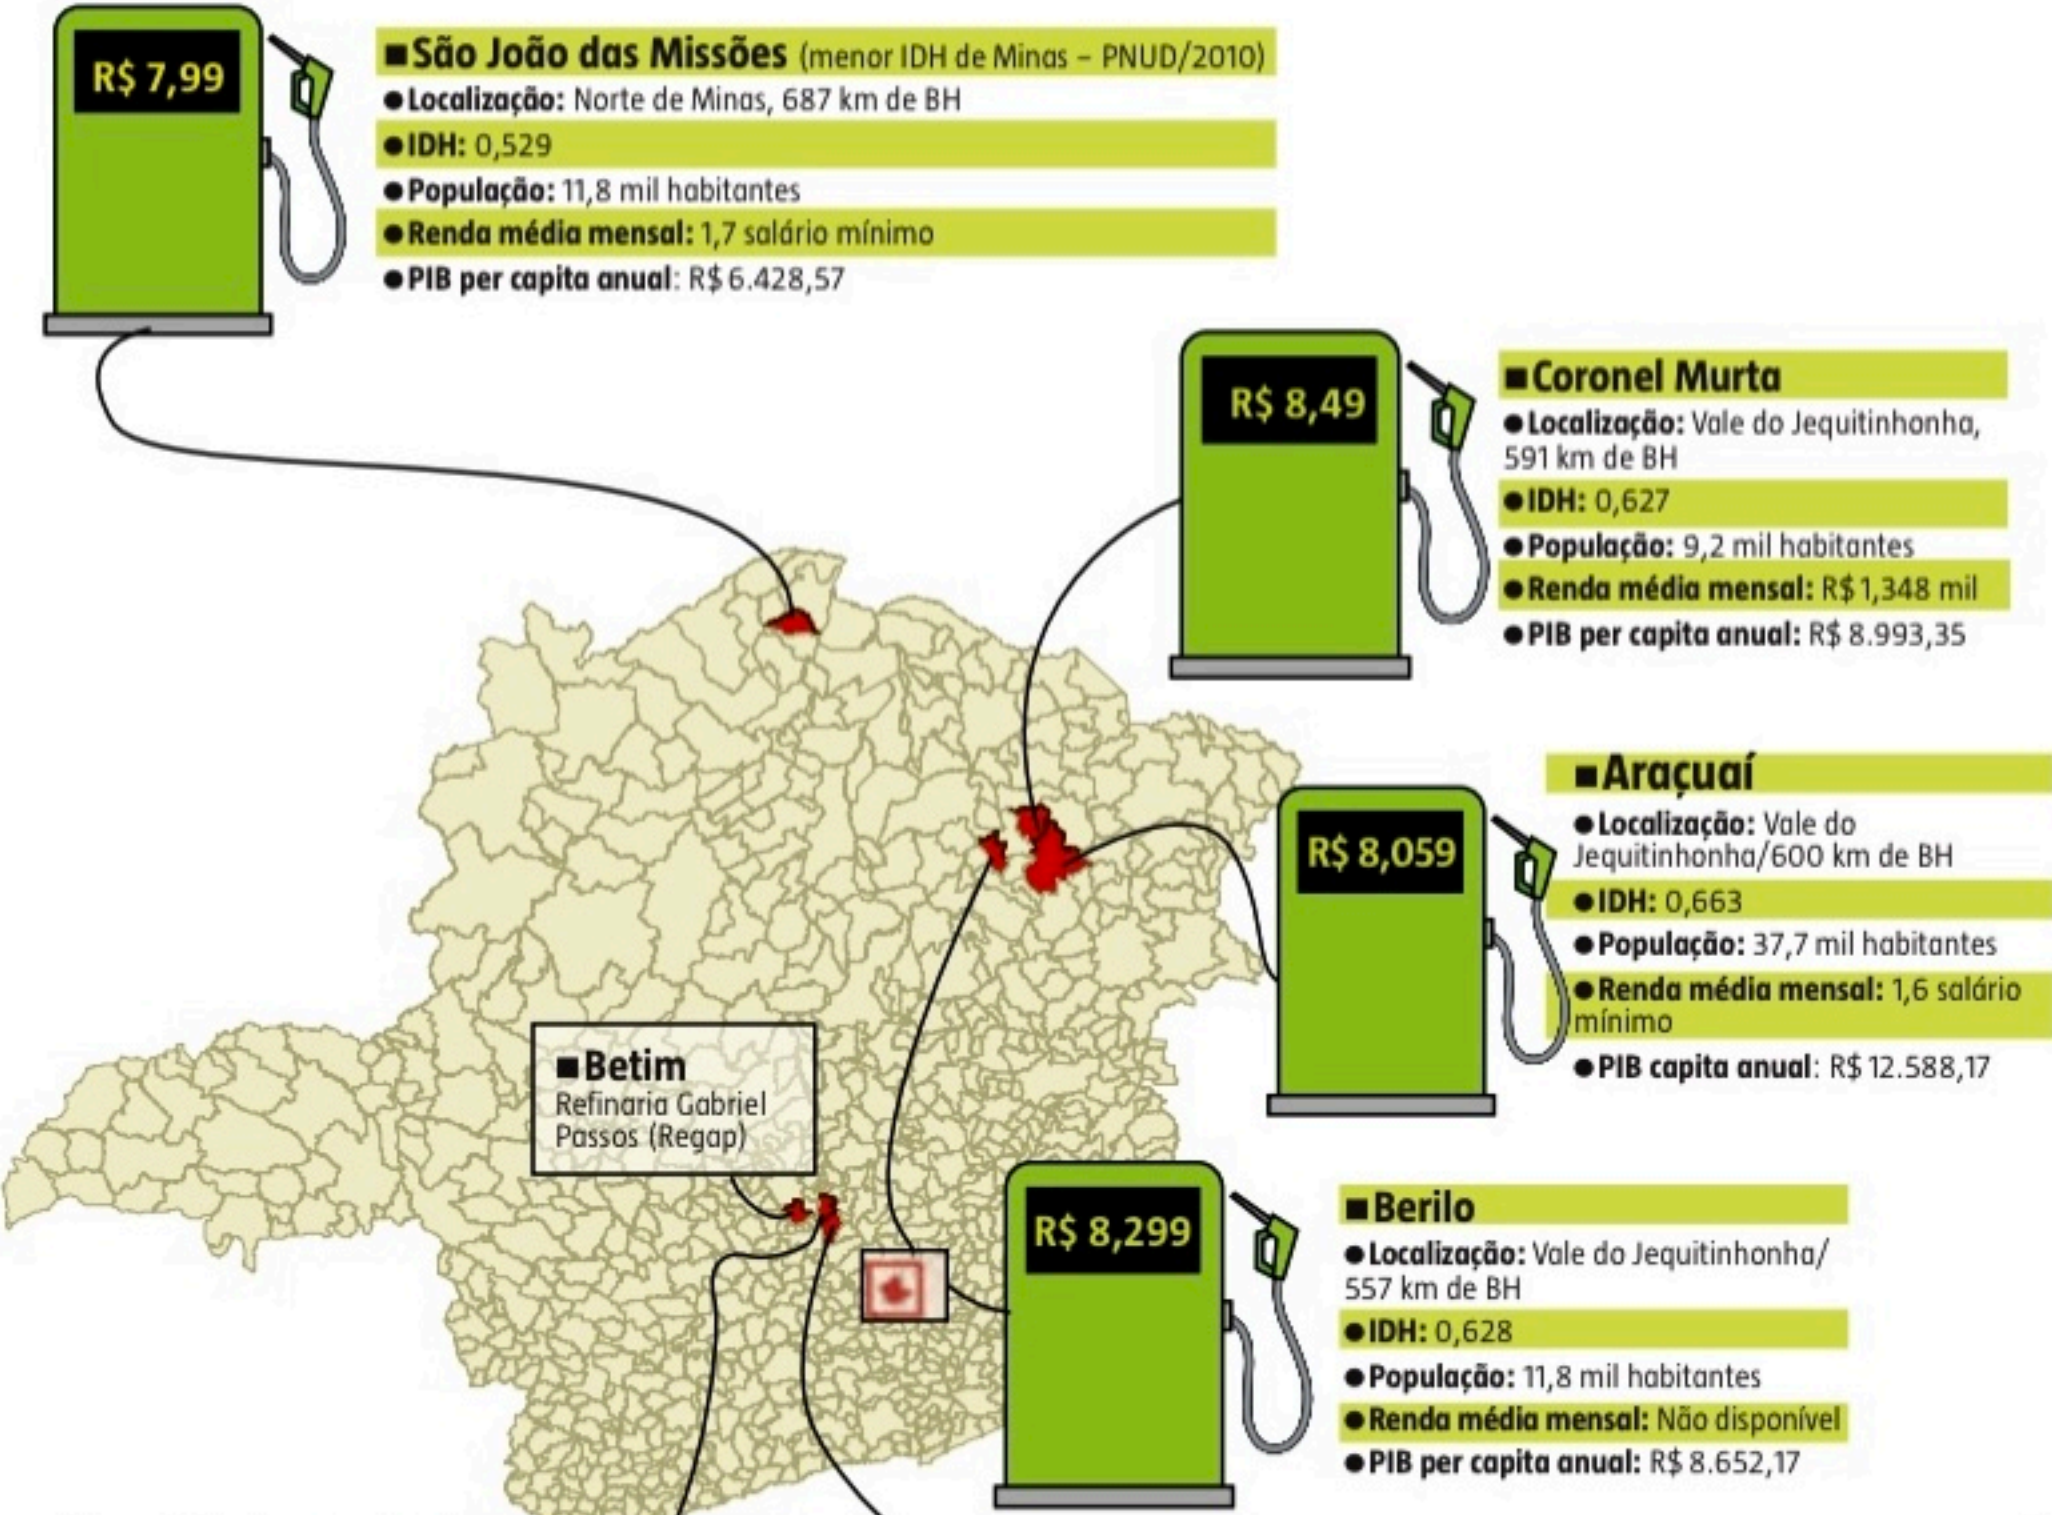 R$ 7,99
■ São João das Missões (menor IDH de Minas – PNUD/2010)
● Localização: Norte de Minas, 687 km de BH
● IDH: 0,529
● População: 11,8 mil habitantes
● Renda média mensal: 1,7 salário mínimo
● PIB per capita anual: R$ 6.428,57
R$ 8,49
■ Coronel Murta
● Localização: Vale do Jequitinhonha,
591 km de BH
● IDH: 0,627
● População: 9,2 mil habitantes
● Renda média mensal: R$ 1,348 mil
● PIB per capita anual: R$ 8.993,35
R$ 8,059
■ Araçuaí
● Localização: Vale do
Jequitinhonha/600 km de BH
● IDH: 0,663
● População: 37,7 mil habitantes
● Renda média mensal: 1,6 salário
mínimo
● PIB capita anual: R$ 12.588,17
■ Betim
Refinaria Gabriel
Passos (Regap)
R$ 8,299
■ Berilo
● Localização: Vale do Jequitinhonha/
557 km de BH
● IDH: 0,628
● População: 11,8 mil habitantes
● Renda média mensal: Não disponível
● PIB per capita anual: R$ 8.652,17